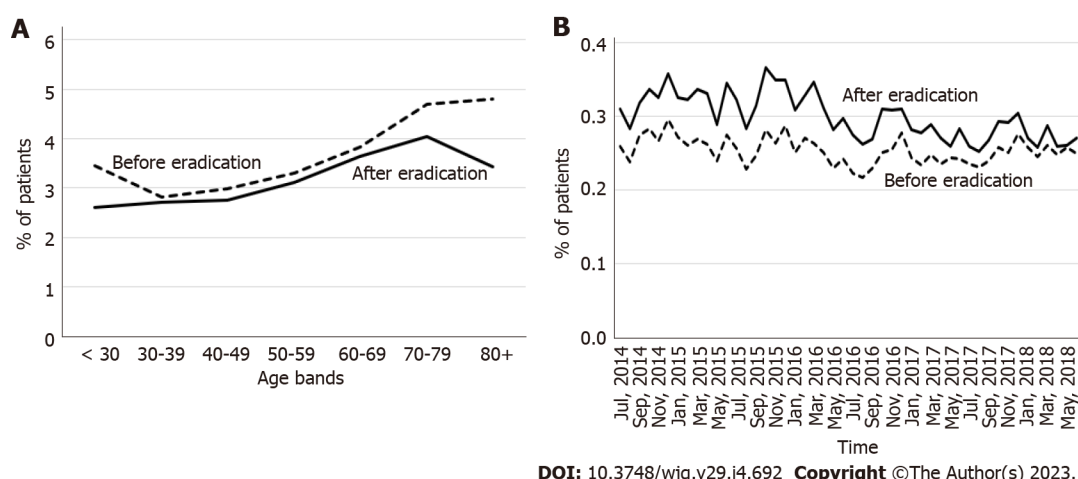 A
6
5
4
3
2
1
0
% of patients
Before eradication
After eradication
< 30 30-39 40-49 50-59 60-69 70-79 80+
Age bands
B
0.4
0.3
0.2
0.1
0.0
% of patients
After eradication
Before eradication
Jul, 2014
Sep, 2014
Nov, 2014
Jan, 2015
Mar, 2015
May, 2015
Jul, 2015
Sep, 2015
Nov, 2015
Jan, 2016
Mar, 2016
May, 2016
Jul, 2016
Sep, 2016
Nov, 2016
Jan, 2017
Mar, 2017
May, 2017
Jul, 2017
Sep, 2017
Nov, 2017
Jan, 2018
Mar, 2018
May, 2018
Time
DOI: 10.3748/wjg.v29.i4.692 Copyright ©The Author(s) 2023.